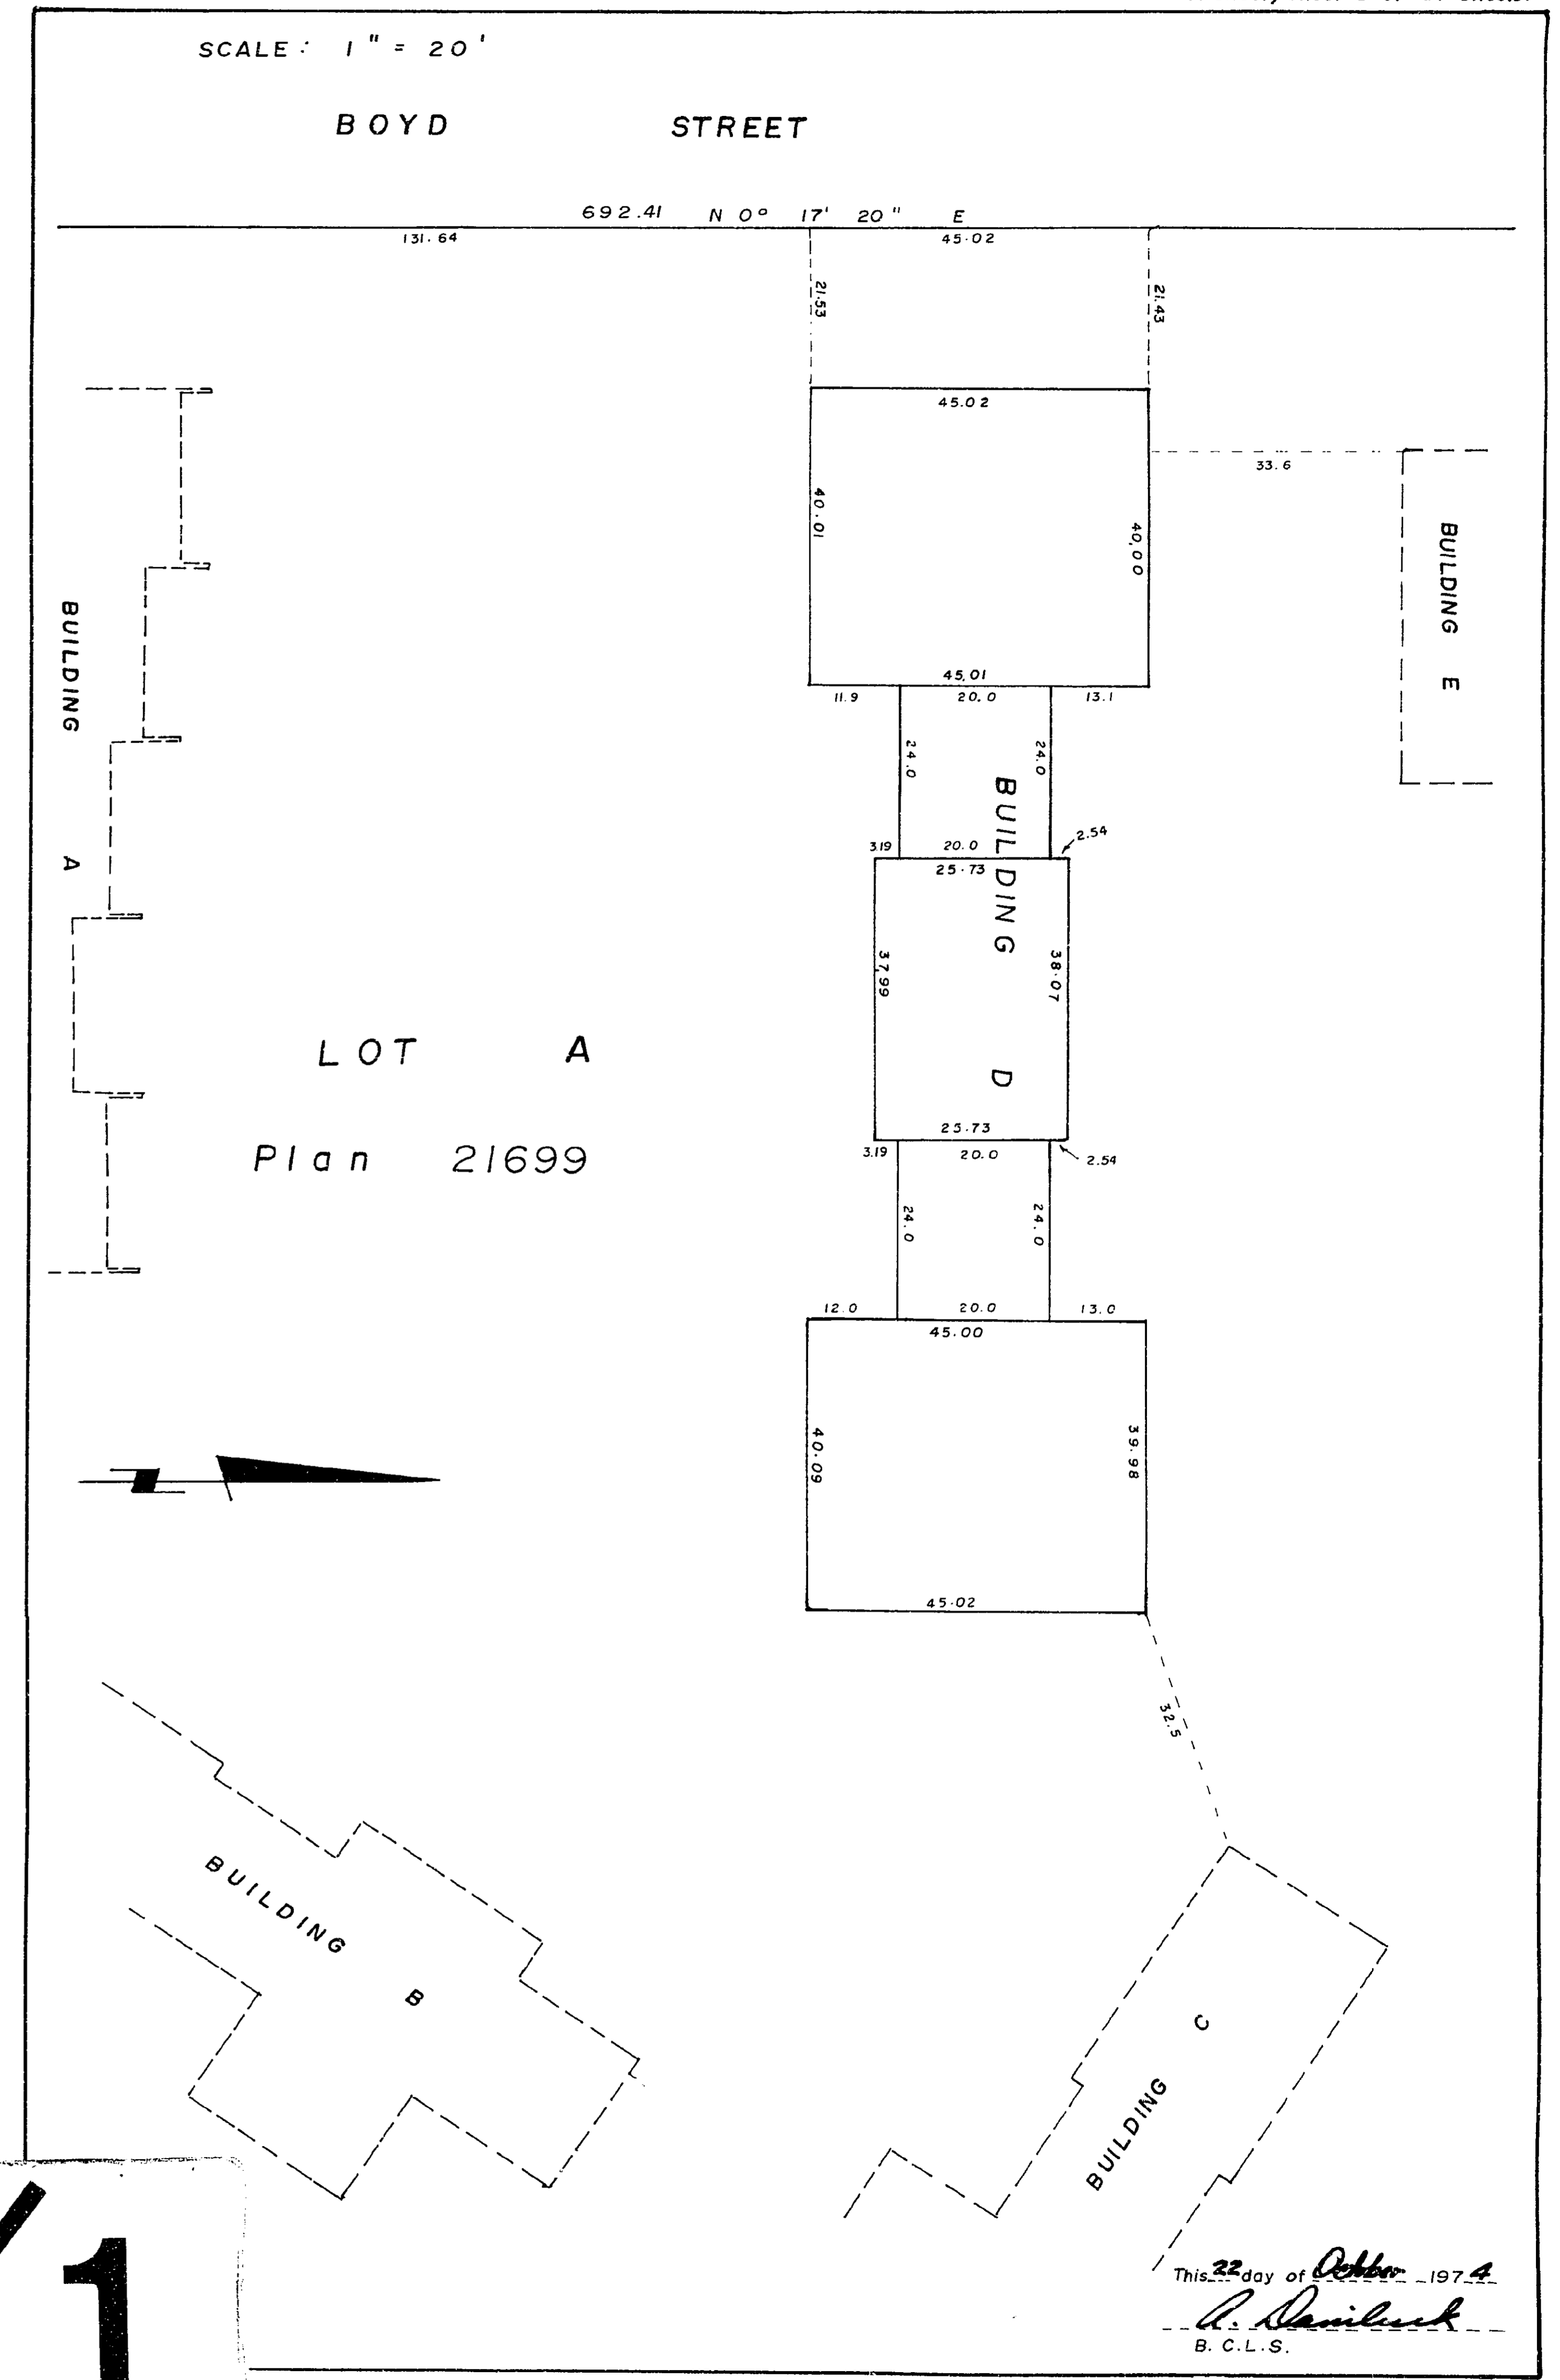 SCALE: 1" = 20'
BOYD STREET
692.41 N 0° 17' 20" E
131.64 45.02
21.53 21.43
45.02
33.6
40.01 40.00
BUILDING E
BUILDING A
45.01
11.9 20.0 13.1
24.0 24.0
BUILDING D
2.54
3.19 20.0
25.73
37.99 38.07
LOT A
Plan 21699
25.73
3.19 20.0 2.54
24.0 24.0
12.0 20.0 13.0
45.00
40.09 39.98
45.02
32.5
BUILDING B
BUILDING C
This 22 day of October 1974
A. Daniluck
B.C.L.S.
1